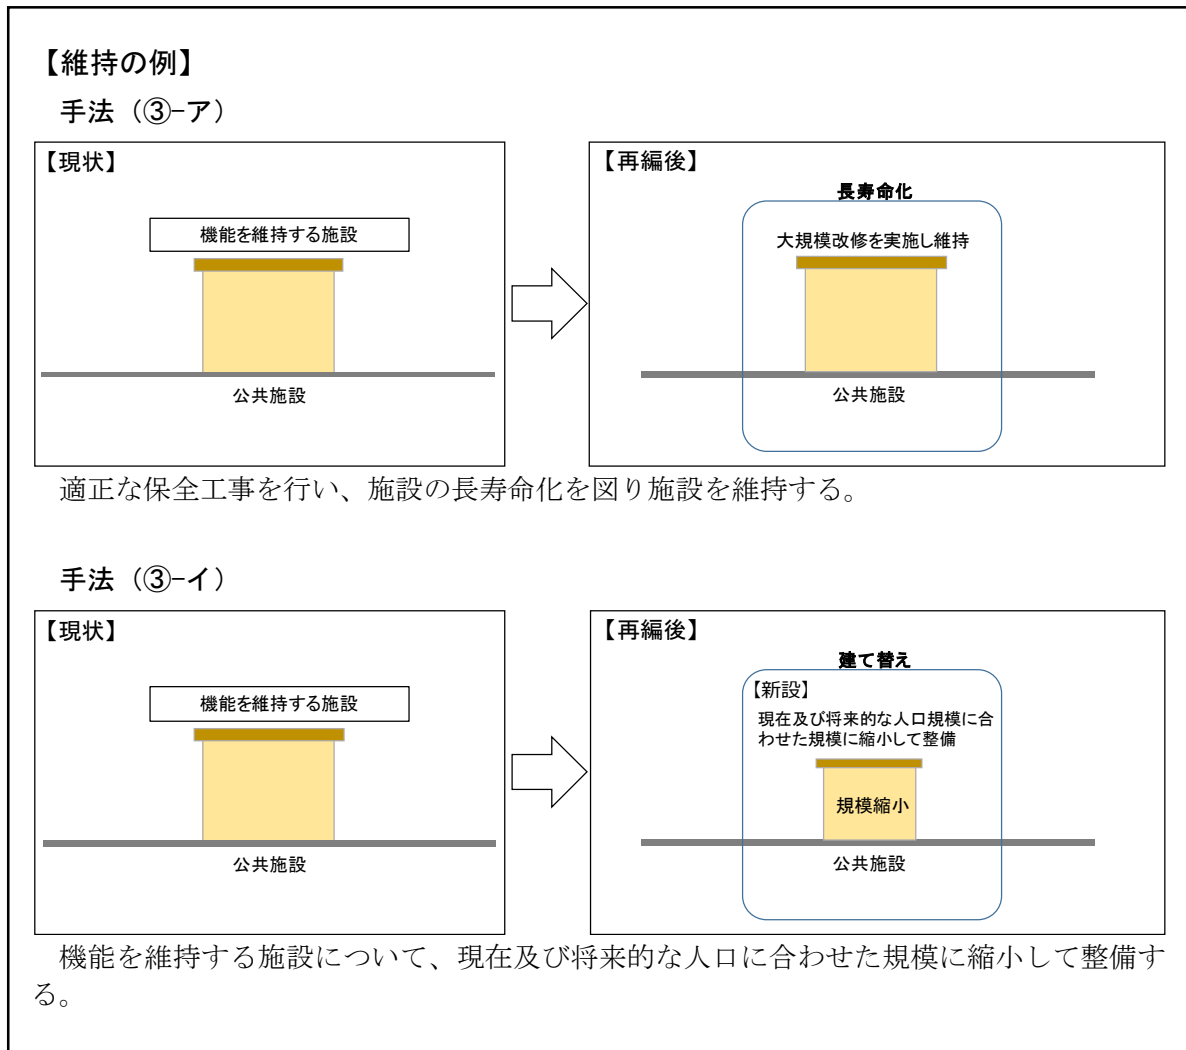 【維持の例】
手法（③-ア）
【現状】
機能を維持する施設
公共施設
【再編後】
長寿命化
大規模改修を実施し維持
公共施設
適正な保全工事を行い、施設の長寿命化を図り施設を維持する。
手法（③-イ）
【現状】
機能を維持する施設
公共施設
【再編後】
建て替え
【新設】
現在及び将来的な人口規模に合
わせた規模に縮小して整備
規模縮小
公共施設
機能を維持する施設について、現在及び将来的な人口に合わせた規模に縮小して整備す
る。